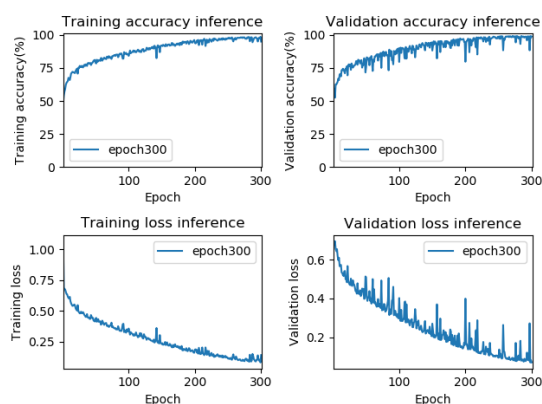 Training accuracy inference
Training accuracy(%)
100
75
50
25
0
epoch300
100
200
300
Epoch
Validation accuracy inference
Validation accuracy(%)
100
75
50
25
0
epoch300
100
200
300
Epoch
Training loss inference
Training loss
1.00
0.75
0.50
0.25
epoch300
100
200
300
Epoch
Validation loss inference
Validation loss
0.6
0.4
0.2
epoch300
100
200
300
Epoch